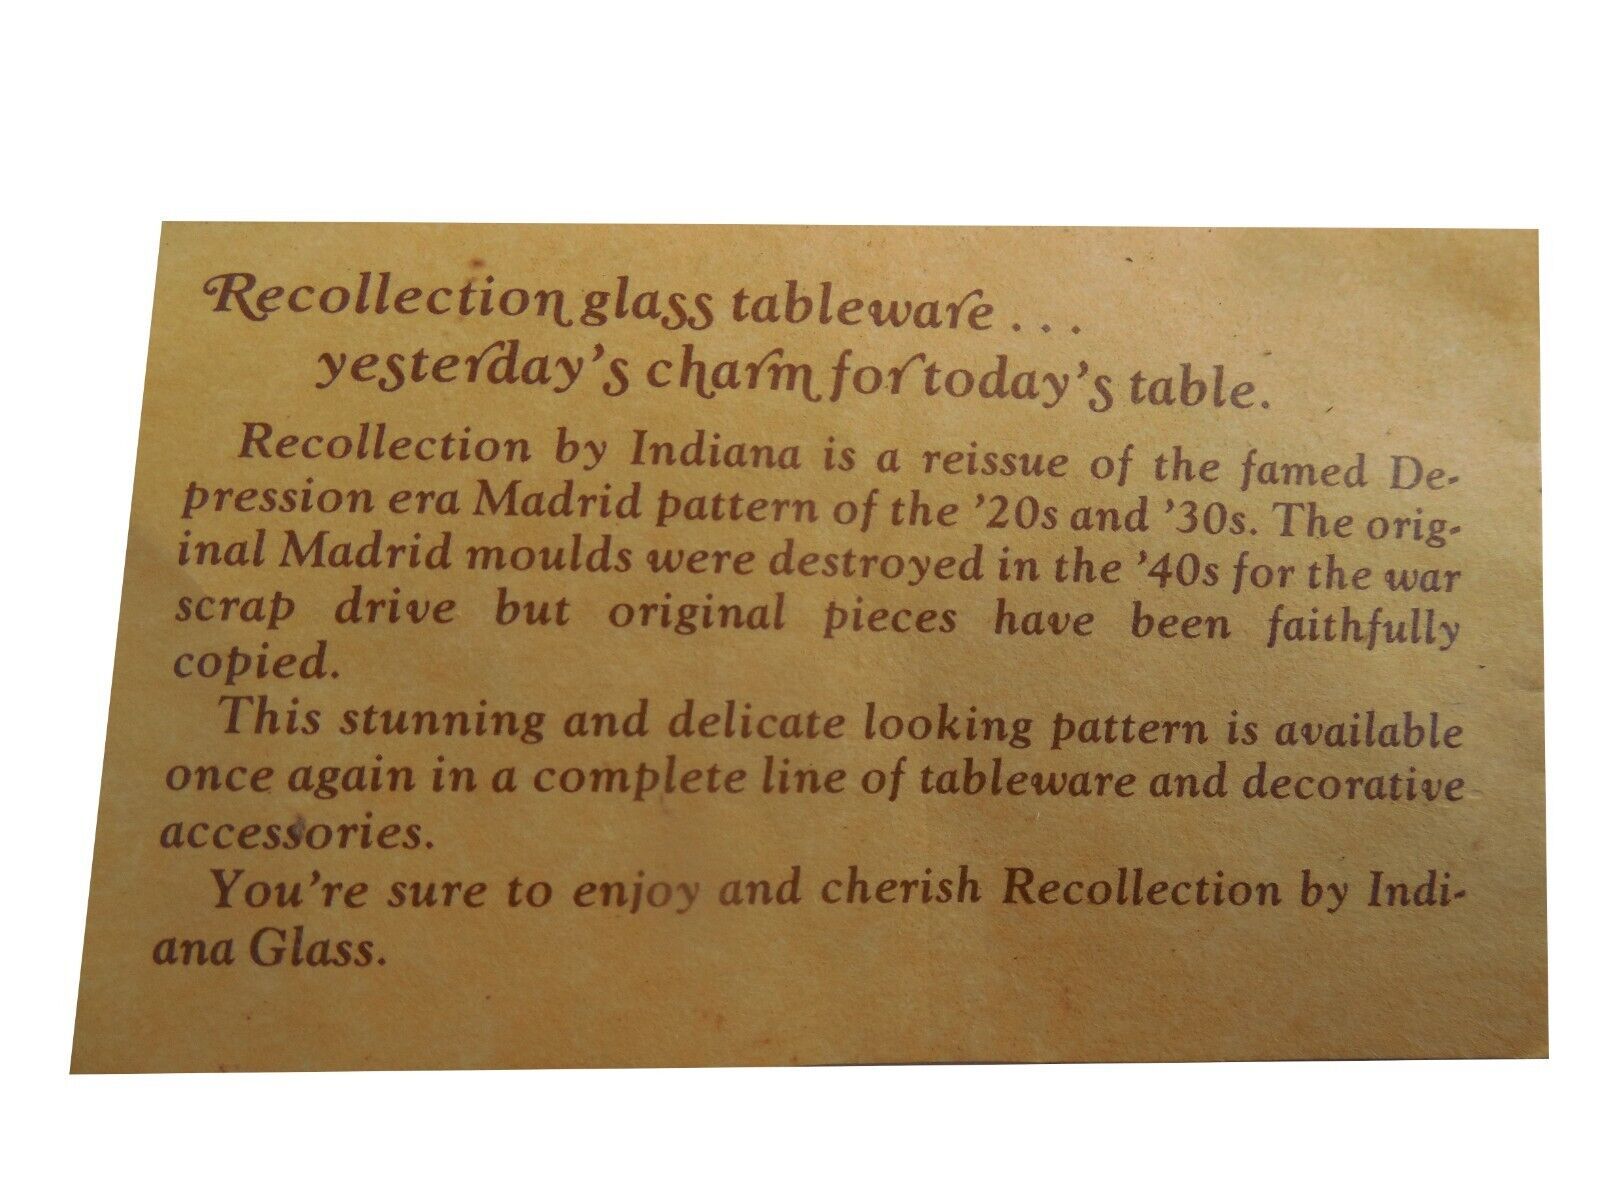 Recollection glass tableware . . .
yesterday's charm for today's table.
Recollection by Indiana is a reissue of the famed De-
pression era Madrid pattern of the '20s and '30s. The orig-
inal Madrid moulds were destroyed in the '40s for the war
scrap drive but original pieces have been faithfully
copied.
This stunning and delicate looking pattern is available
once again in a complete line of tableware and decorative
accessories.
You're sure to enjoy and cherish Recollection by Indi-
ana Glass.